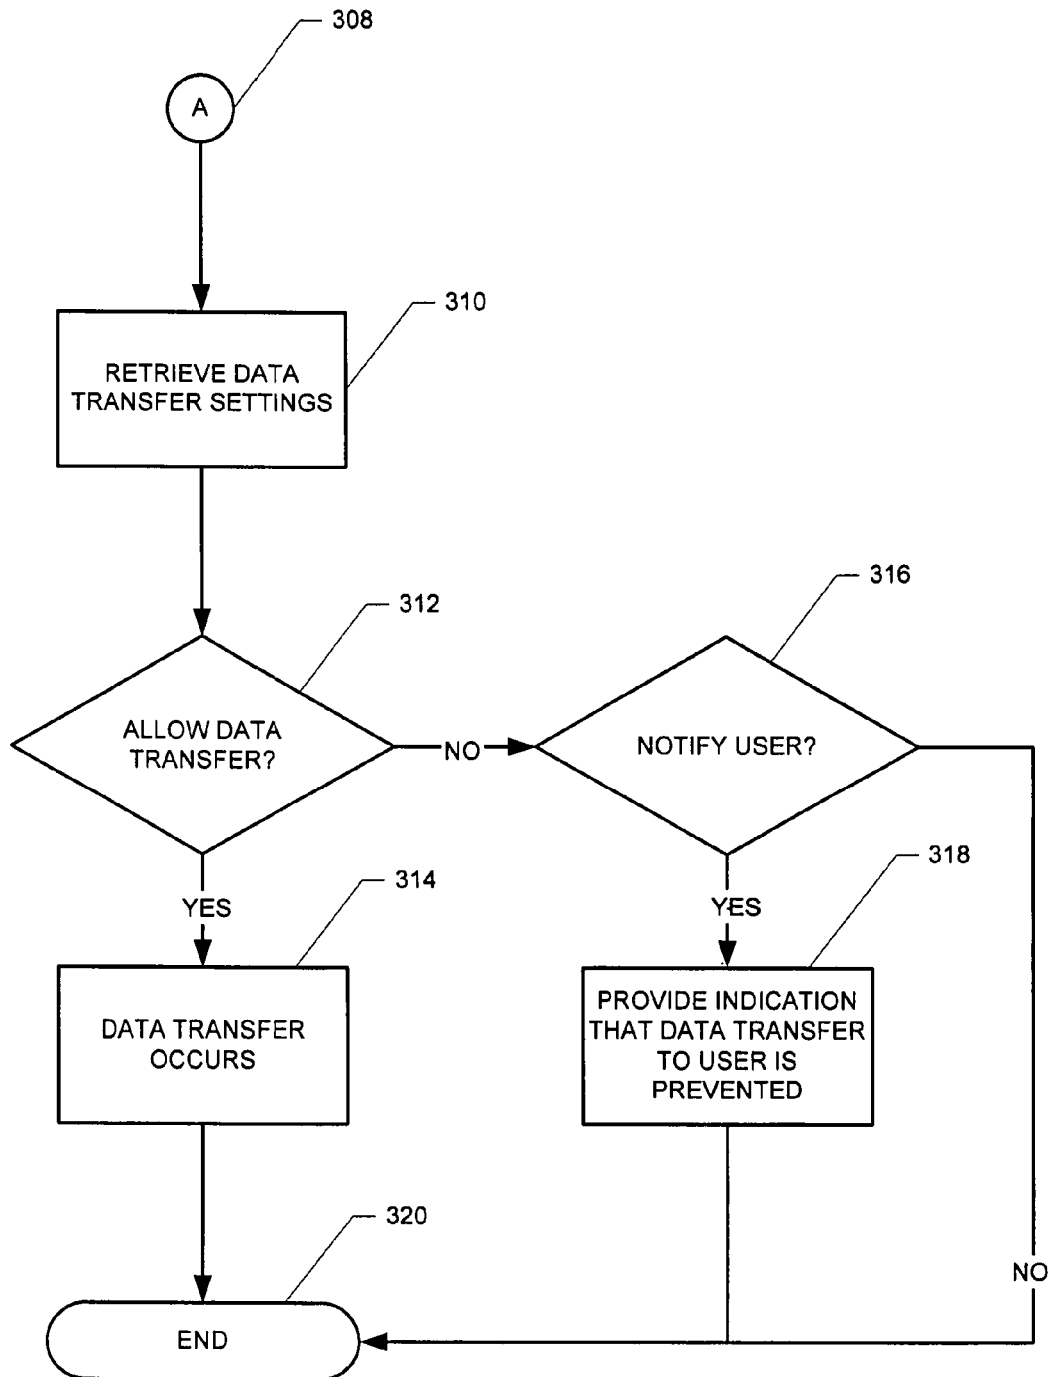 308
A
310
RETRIEVE DATA
TRANSFER SETTINGS
312
316
ALLOW DATA
TRANSFER?
NO
NOTIFY USER?
314
318
YES
YES
DATA TRANSFER
OCCURS
PROVIDE INDICATION
THAT DATA TRANSFER
TO USER IS
PREVENTED
320
NO
END